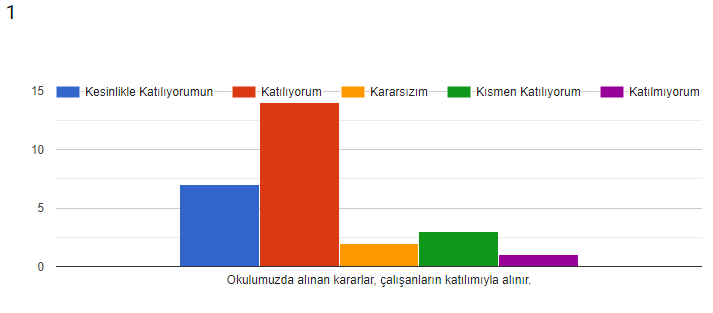 1
15
Kesinlikle Katılıyorumun
Katılıyorum
Kararsızım
Kısmen Katılıyorum
Katılmıyorum
10
5
0
Okulumuzda alınan kararlar, çalışanların katılımıyla alınır.